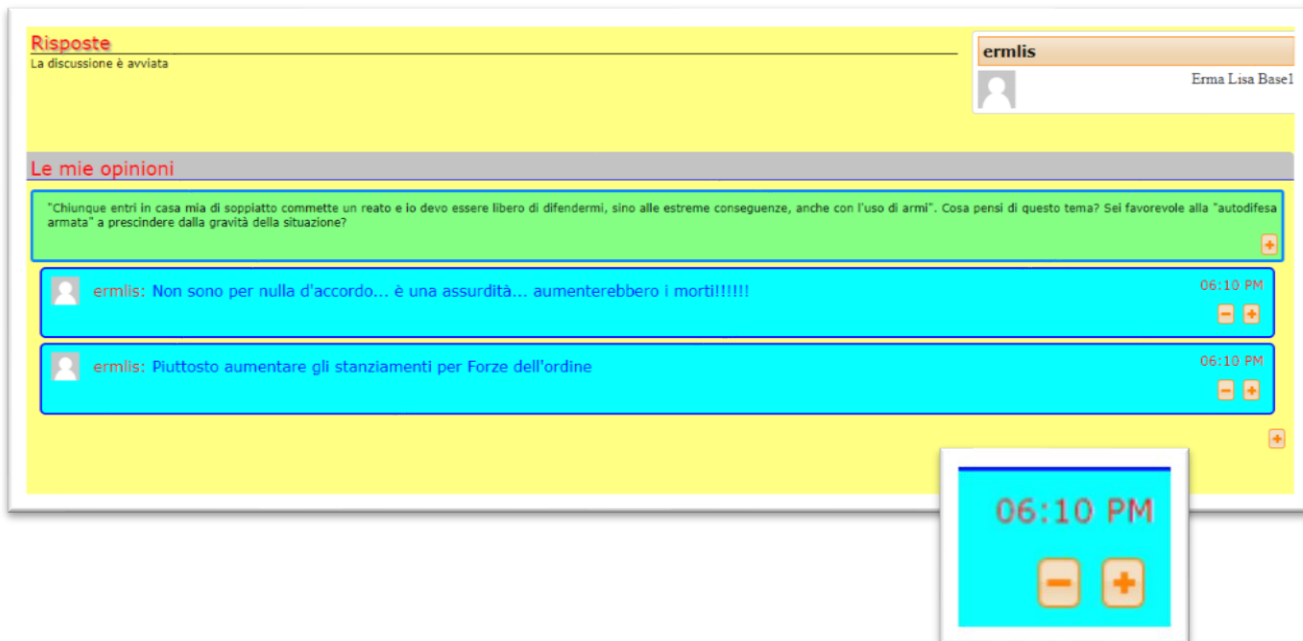 Risposte
La discussione è avviata
ermlis
Erma Lisa Base1
Le mie opinioni
"Chiunque entri in casa mia di soppiatto commette un reato e io devo essere libero di difendermi, sino alle estreme conseguenze, anche con l'uso di armi". Cosa pensi di questo tema? Sei favorevole alla "autodifesa
armata" a prescindere dalla gravità della situazione?
ermlis: Non sono per nulla d'accordo... è una assurdità... aumenterebbero i morti!!!!!!
06:10 PM
ermlis: Piuttosto aumentare gli stanziamenti per Forze dell'ordine
06:10 PM
06:10 PM